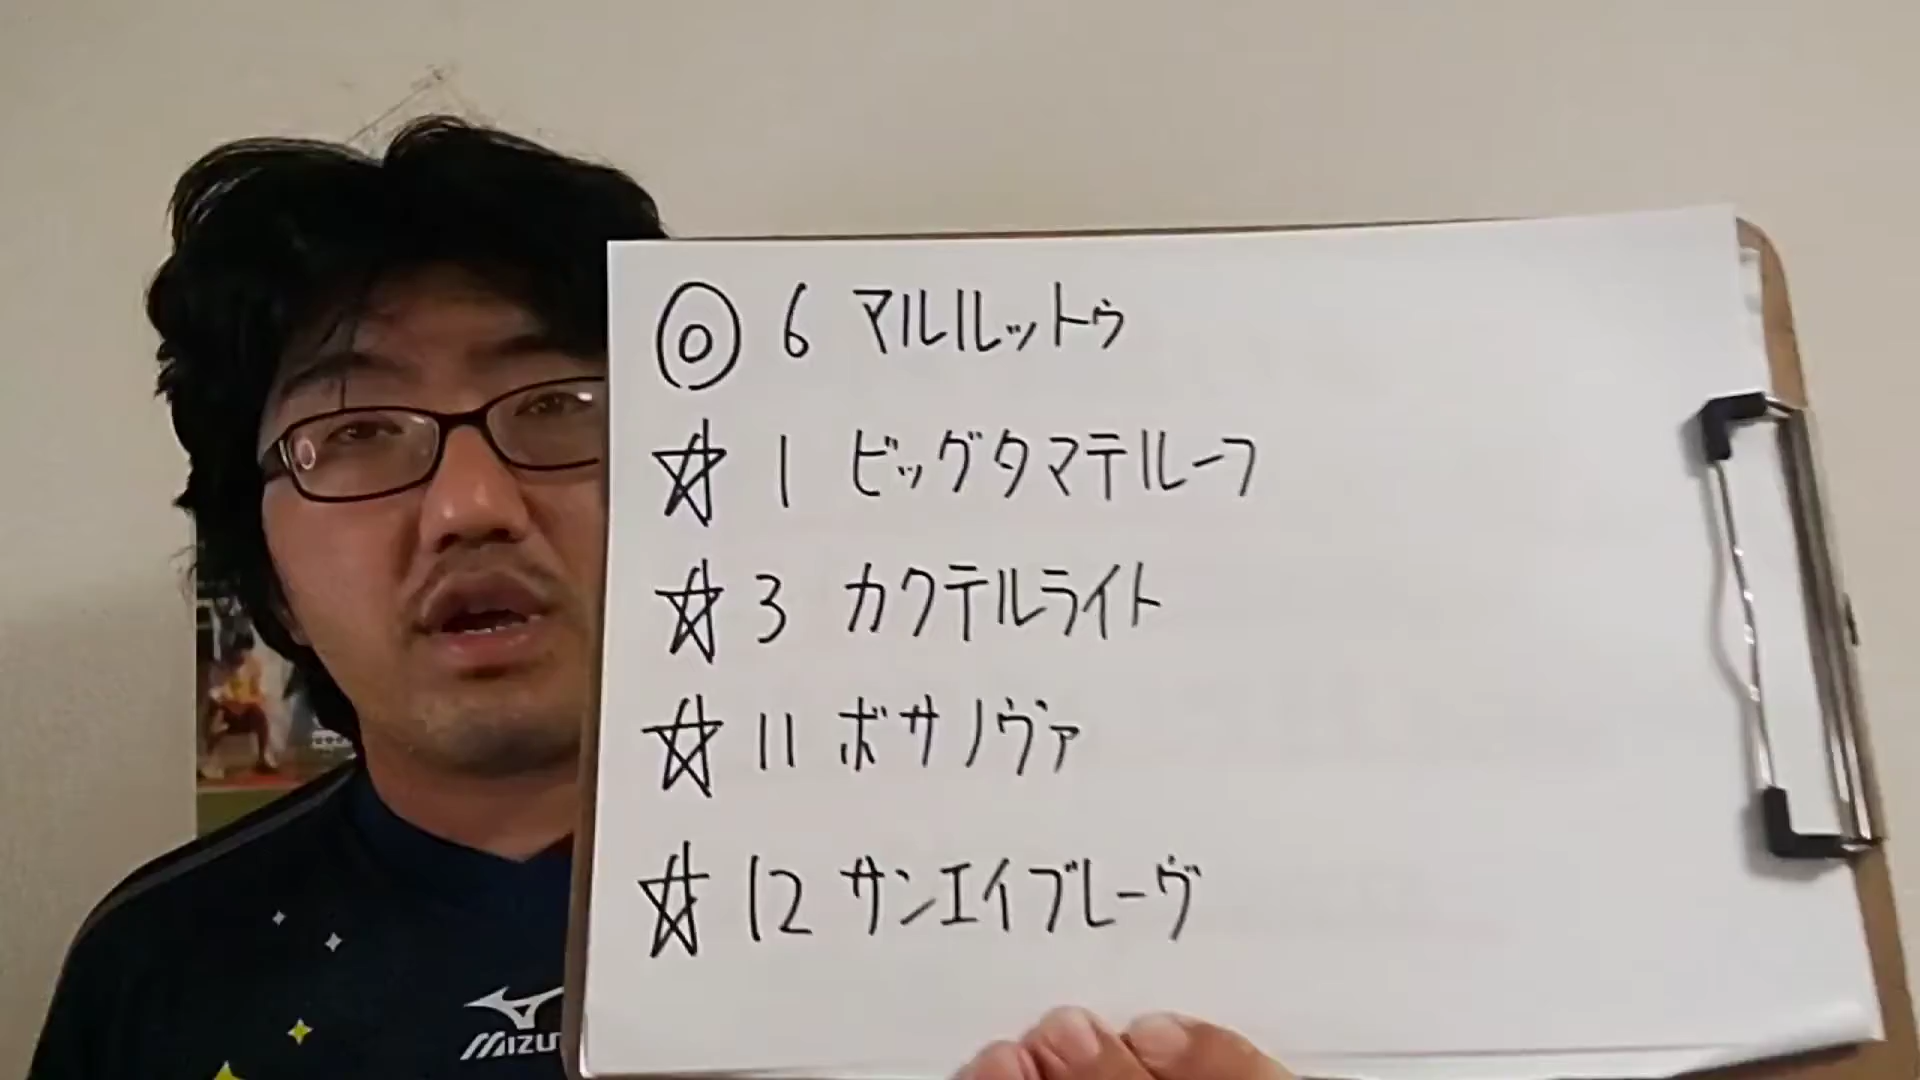 ◎ 6 マルルットゥ
☆ 1 ビッグタマテルーフ
☆ 3 カクテルライト
☆ 11 ボサノヴァ
☆ 12 サンエイブレーヴ
MIZU